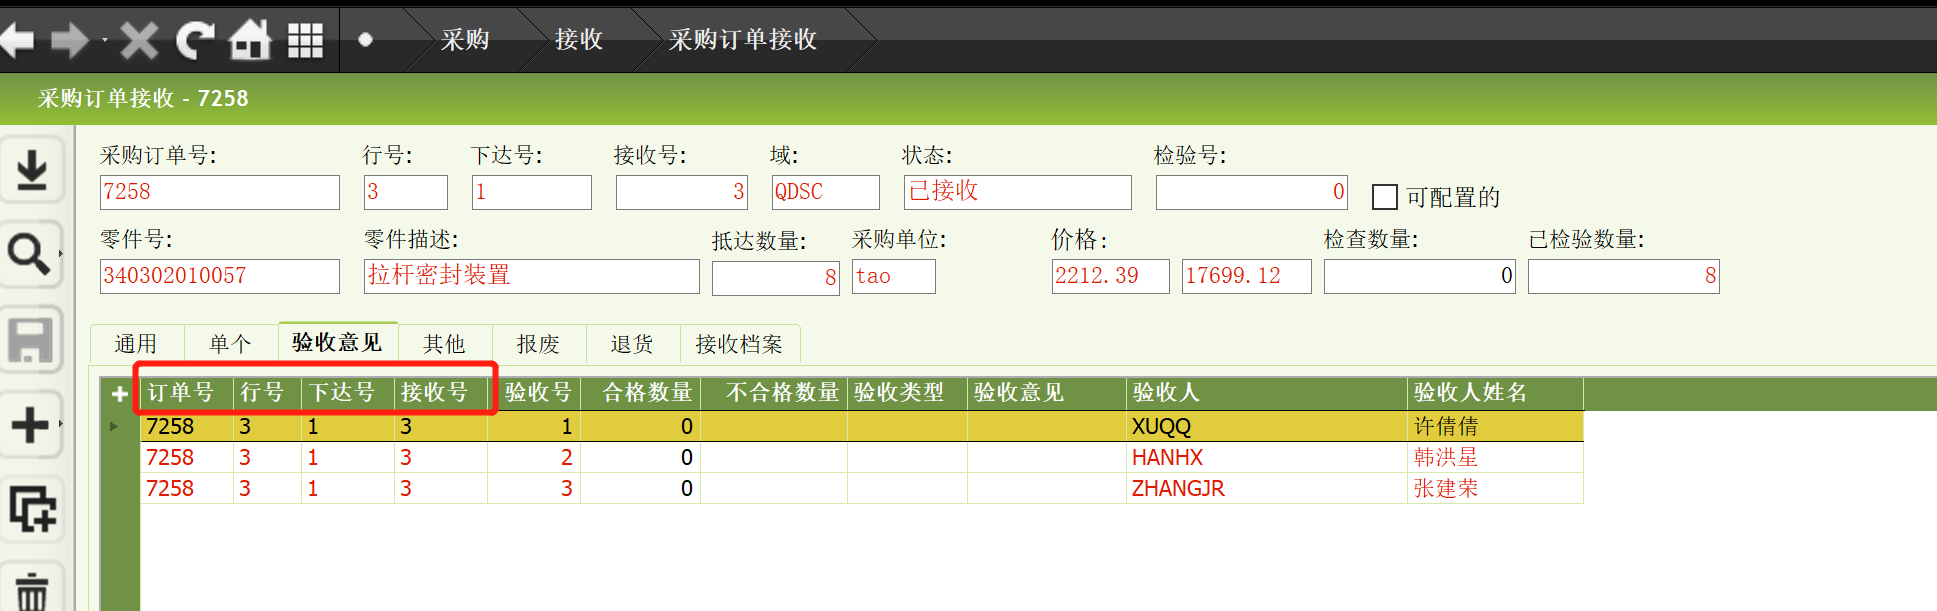 采购 接收 采购订单接收
采购订单接收 - 7258
采购订单号: 行号: 下达号: 接收号: 域: 状态: 检验号:
7258 3 1 3 QDSC 已接收 0 可配置的
零件号: 零件描述: 抵达数量: 采购单位: 价格: 检查数量: 已检验数量:
340302010057 拉杆密封装置 8 tao 2212.39 17699.12 0 8
通用 单个 验收意见 其他 报废 退货 接收档案
订单号 行号 下达号 接收号 验收号 合格数量 不合格数量 验收类型 验收意见 验收人 验收人姓名
7258 3 1 3 1 0 XUQQ 许倩倩
7258 3 1 3 2 0 HANHX 韩洪星
7258 3 1 3 3 0 ZHANGJR 张建荣